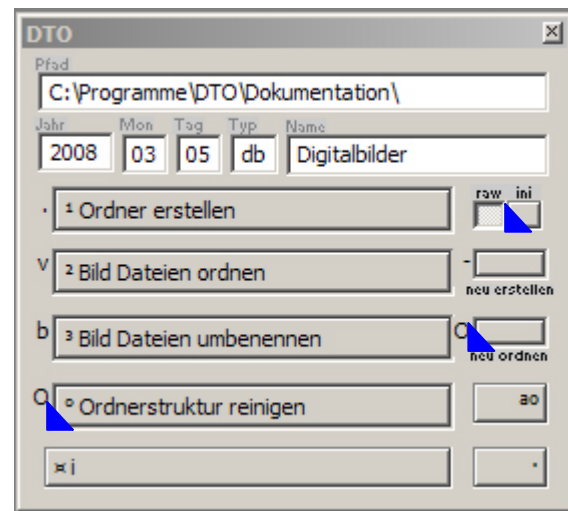 DTO
Pfad
C:\Programme\DTO\Dokumentation\
Jahr Mon Tag Typ Name
2008 03 05 db Digitalbilder
raw ini
· ¹ Ordner erstellen
v ² Bild Dateien ordnen -
neu erstellen
b ³ Bild Dateien umbenennen O
neu ordnen
O ° Ordnerstruktur reinigen ao
¤ i ·